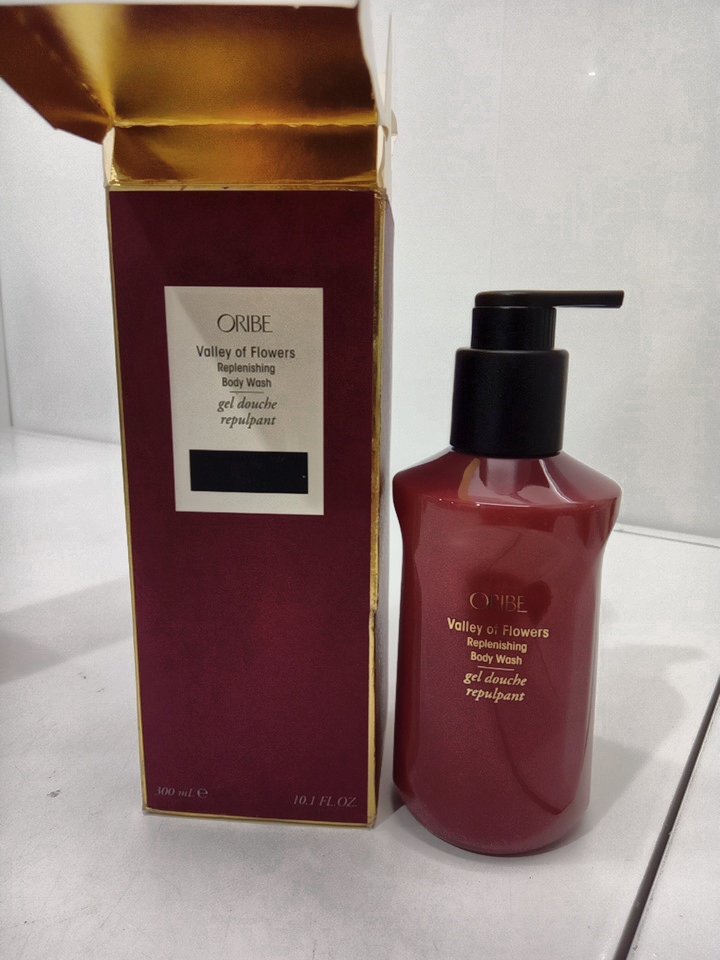 ORIBE
Valley of Flowers
Replenishing
Body Wash
gel douche
repulpant
300 ml e
10.1 FL.OZ.
ORIBE
Valley of Flowers
Replenishing
Body Wash
gel douche
repulpant